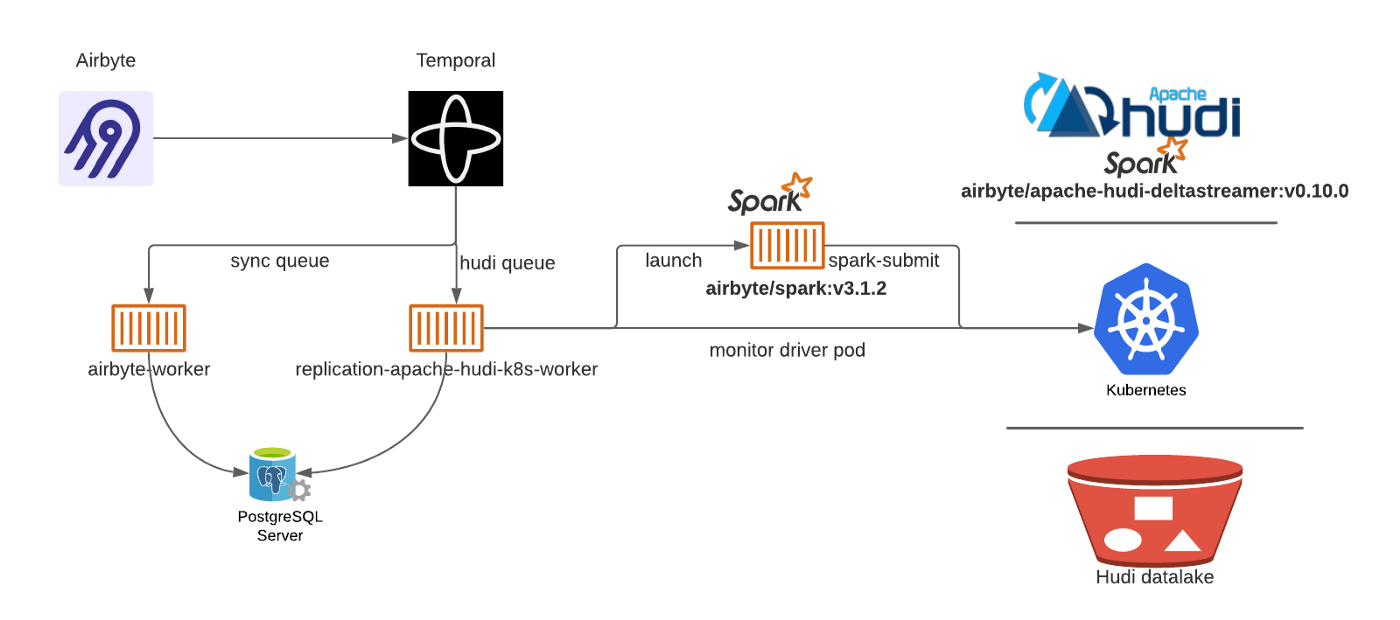 Airbyte
Temporal
Apache
hudi
Spark
airbyte/apache-hudi-deltastreamer:v0.10.0
Spark
sync queue
hudi queue
launch
spark-submit
airbyte/spark:v3.1.2
monitor driver pod
airbyte-worker
replication-apache-hudi-k8s-worker
Kubernetes
PostgreSQL
Server
Hudi datalake